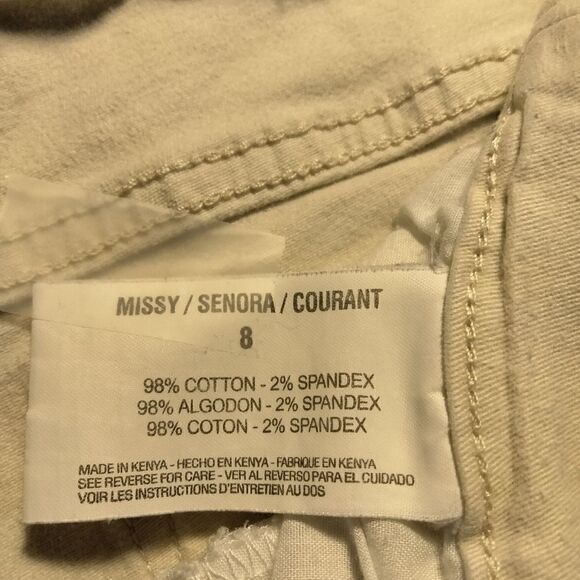 MISSY / SENORA / COURANT
8
98% COTTON - 2% SPANDEX
98% ALGODON - 2% SPANDEX
98% COTON - 2% SPANDEX
MADE IN KENYA - HECHO EN KENYA - FABRIQUE EN KENYA
SEE REVERSE FOR CARE - VER AL REVERSO PARA EL CUIDADO
VOIR LES INSTRUCTIONS D'ENTRETIEN AU DOS